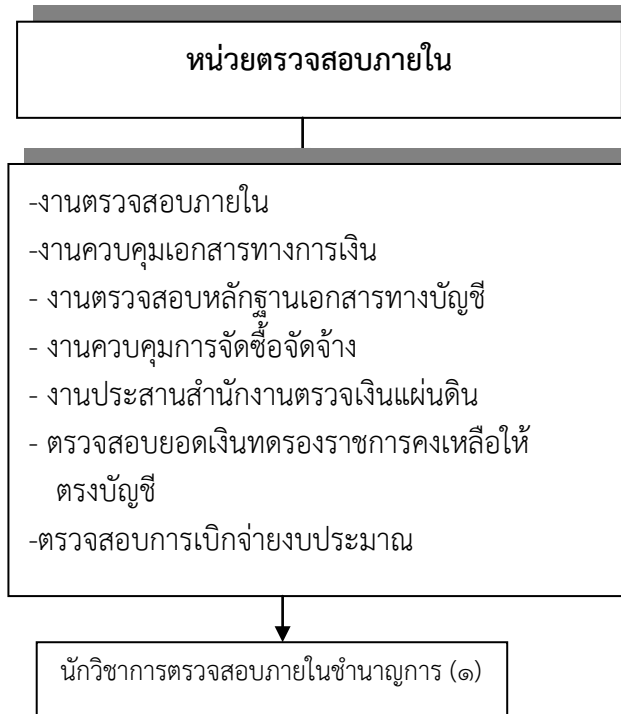 หน่วยตรวจสอบภายใน
-งานตรวจสอบภายใน
-งานควบคุมเอกสารทางการเงิน
- งานตรวจสอบหลักฐานเอกสารทางบัญชี
- งานควบคุมการจัดซื้อจัดจ้าง
- งานประสานสำนักงานตรวจเงินแผ่นดิน
- ตรวจสอบยอดเงินทดรองราชการคงเหลือให้
ตรงบัญชี
-ตรวจสอบการเบิกจ่ายงบประมาณ
นักวิชาการตรวจสอบภายในชำนาญการ (๑)